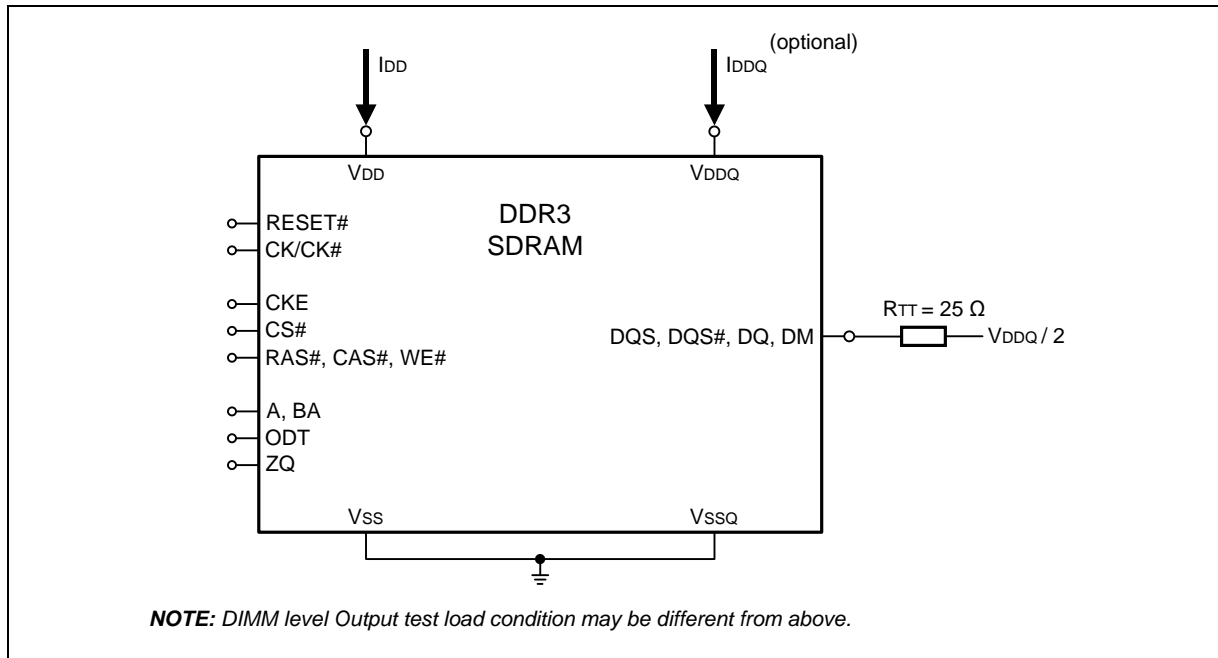 (optional)
IDD
IDDQ
VDD
VDDQ
DDR3
SDRAM
RESET#
CK/CK#
CKE
CS#
RAS#, CAS#, WE#
A, BA
ODT
ZQ
DQS, DQS#, DQ, DM
RTT = 25 Ω
VDDQ / 2
VSS
VSSQ
NOTE: DIMM level Output test load condition may be different from above.